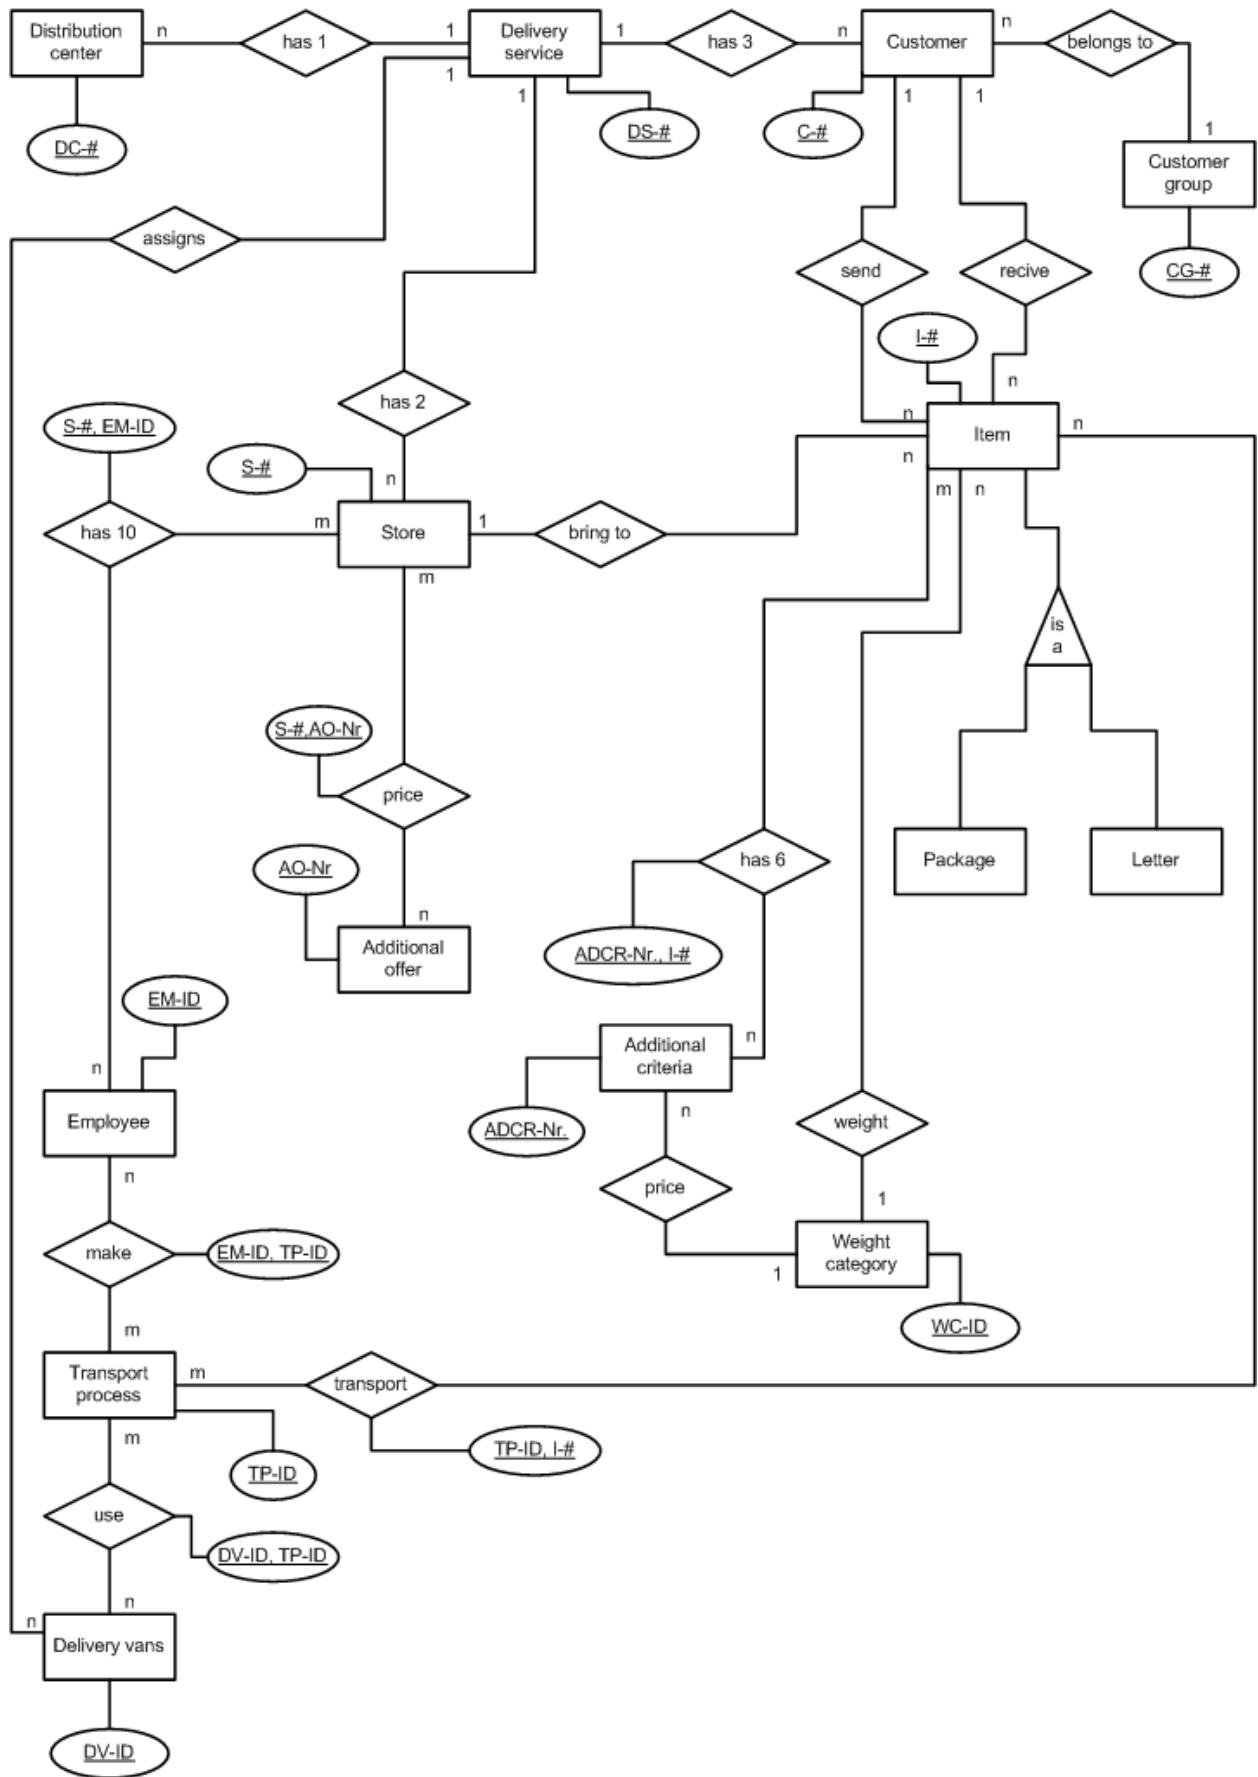 Distribution
center
n
has 1
1
Delivery
service
1
has 3
n
Customer
n
belongs to
1
1
1
1
DC-#
DS-#
C-#
1
Customer
group
assigns
send
recive
CG-#
I-#
has 2
n
S-#, EM-ID
n
Item
n
S-#
n
n
m
n
has 10
m
Store
1
bring to
m
is
a
S-#,AO-Nr
price
AO-Nr
has 6
Package
Letter
n
Additional
offer
ADCR-Nr., I-#
EM-ID
Additional
criteria
n
n
Employee
ADCR-Nr.
n
weight
n
price
1
make
EM-ID, TP-ID
Weight
category
1
m
WC-ID
Transport
process
m
transport
m
TP-ID
TP-ID, I-#
use
DV-ID, TP-ID
n
n
Delivery vans
DV-ID